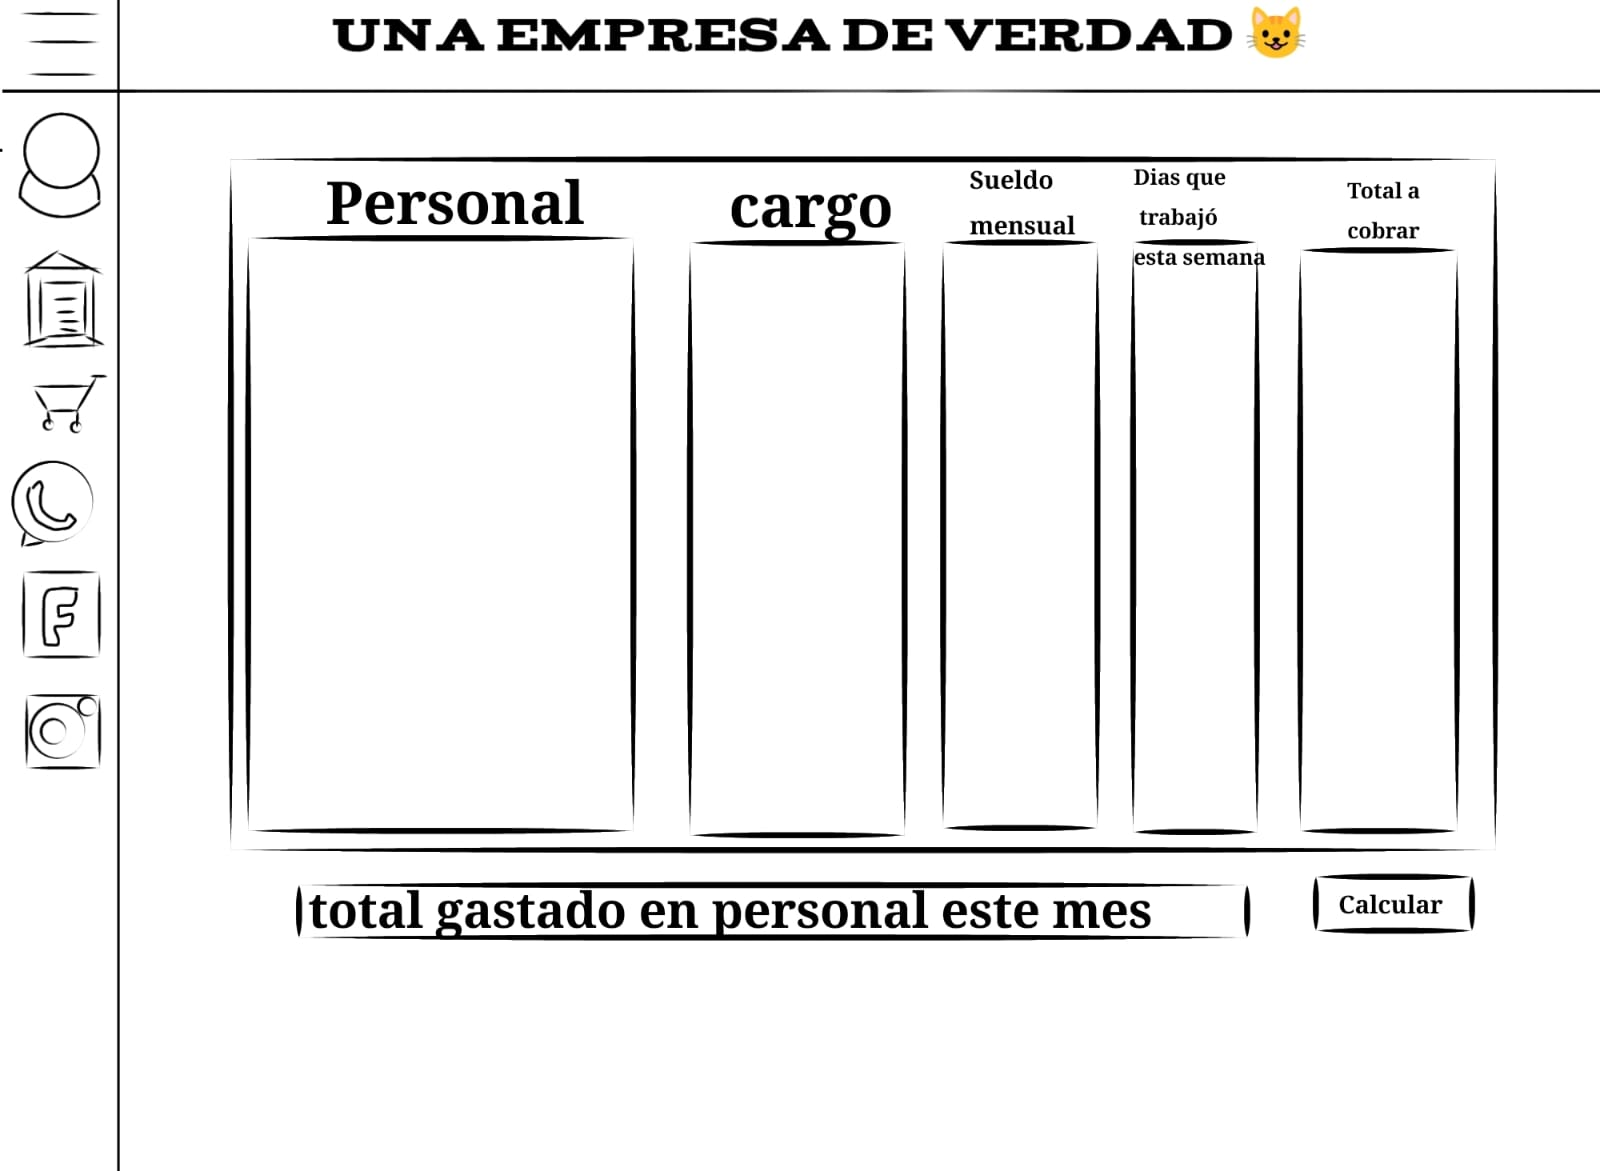 UNA EMPRESA DE VERDAD 😺
Personal
cargo
Sueldo
mensual
Dias que
trabajó
esta semana
Total a
cobrar
F
total gastado en personal este mes
Calcular